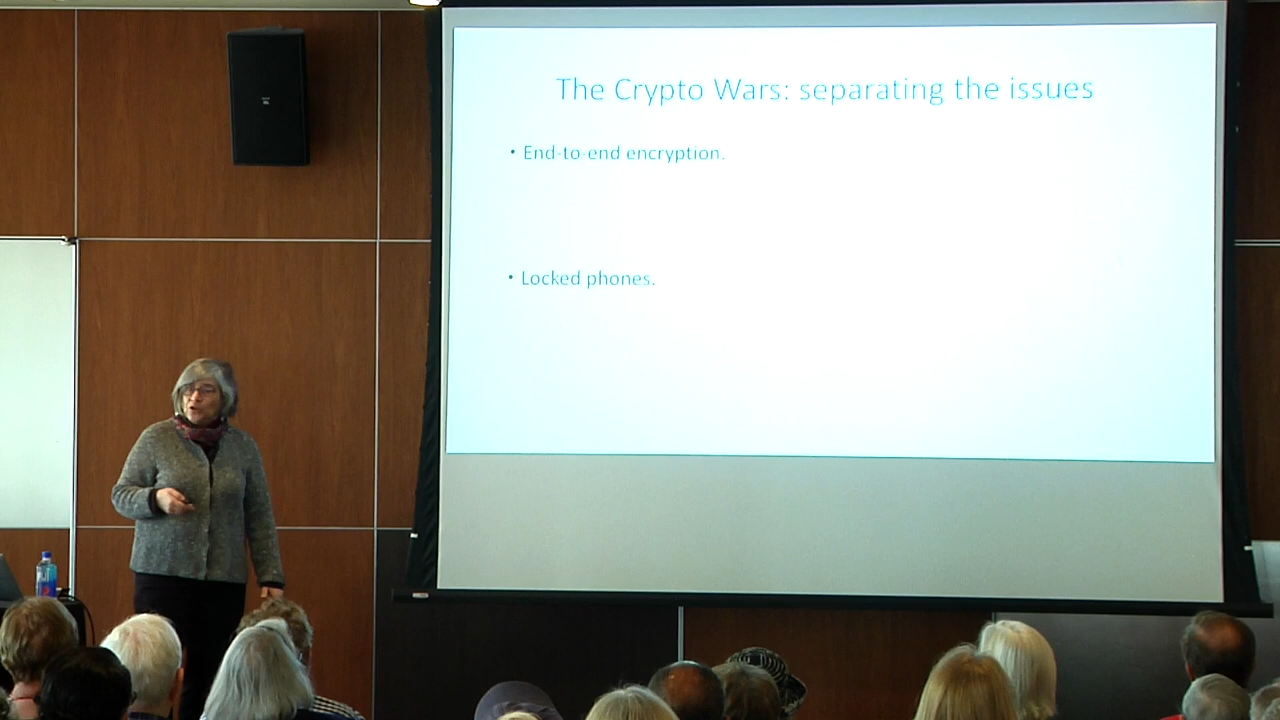 The Crypto Wars: separating the issues
• End-to-end encryption.
• Locked phones.